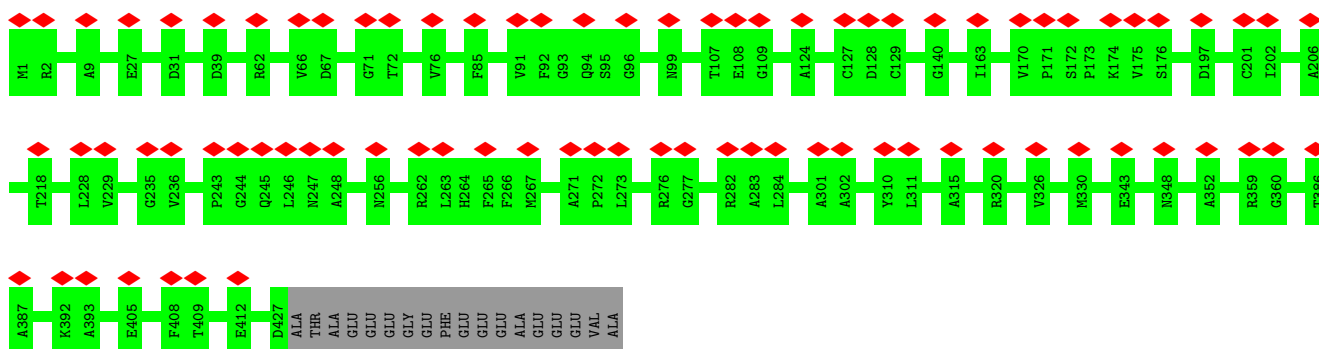 M1 R2 A9 E27 D31 D39 R62 V66 D67 G71 T72 V76 F85 V91 F92 G93 Q94 S95 G96 N99 T107 E108 G109 A124 C127 D128 C129 G140 I163 V170 P171 S172 P173 K174 V175 S176 D197 C201 I202 A206
T218 L228 V229 G235 V236 P243 G244 Q245 L246 N247 A248 N256 R262 L263 H264 F265 F266 M267 A271 P272 L273 R276 G277 R282 A283 L284 A301 A302 Y310 L311 A315 R320 V326 M330 E343 N348 A352 R359 G360 T386
A387 K392 A393 E405 F408 T409 E412 D427 ALA THR ALA GLU GLU GLU GLY GLU PHE GLU GLU GLU ALA GLU GLU GLU VAL ALA